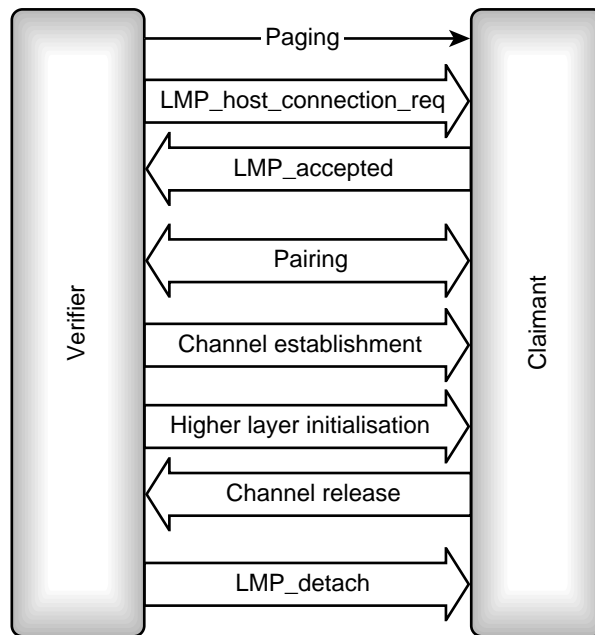 Paging
LMP_host_connection_req
LMP_accepted
Pairing
Verifier
Claimant
Channel establishment
Higher layer initialisation
Channel release
LMP_detach